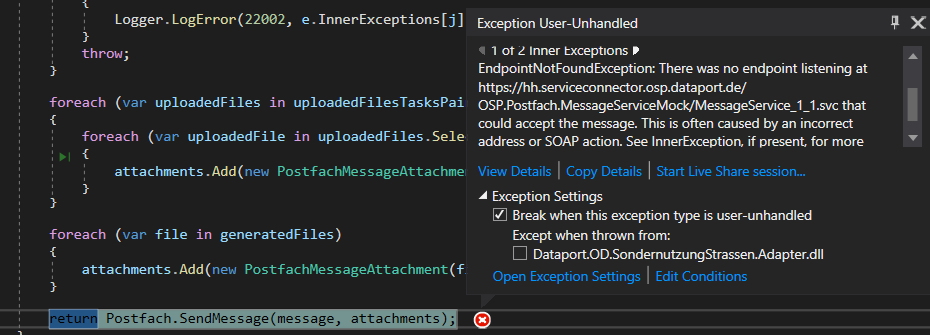 {
Logger.LogError(22002, e.InnerExceptions[j]
}
throw;
}
foreach (var uploadedFiles in uploadedFilesTasksPai
{
foreach (var uploadedFile in uploadedFiles.Selec
{
attachments.Add(new PostfachMessageAttachmen
}
}
foreach (var file in generatedFiles)
{
attachments.Add(new PostfachMessageAttachment(fi
}
return Postfach.SendMessage(message, attachments);
}
Exception User-Unhandled
1 of 2 Inner Exceptions
EndpointNotFoundException: There was no endpoint listening at
https://hh.serviceconnector.osp.dataport.de/
OSP.Postfach.MessageServiceMock/MessageService_1_1.svc that
could accept the message. This is often caused by an incorrect
address or SOAP action. See InnerException, if present, for more
View Details | Copy Details | Start Live Share session...
Exception Settings
Break when this exception type is user-unhandled
Except when thrown from:
Dataport.OD.SondernutzungStrassen.Adapter.dll
Open Exception Settings | Edit Conditions